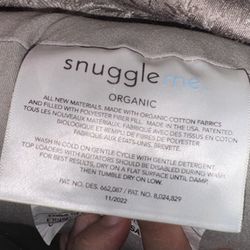 snuggle me
ORGANIC
ALL NEW MATERIALS. MADE WITH ORGANIC COTTON FABRICS
AND FILLED WITH POLYESTER FIBER FILL. MADE IN THE USA. PATENTED.
TOUS LES NOUVEAUX MATÉRIAUX. FABRIQUÉ AVEC DES TISSUS EN COTON
BIOLOGIQUE ET REMPLI DE FIBRES DE POLYESTER.
FABRIQUÉ AUX ÉTATS-UNIS. BREVETÉ.
WASH IN COLD ON GENTLE CYCLE WITH GENTLE DETERGENT.
TOP LOADERS WITH AGITATORS SHOULD BE DISABLED DURING WASH
FOR BEST RESULTS, DRY ON A FLAT SURFACE UNTIL DAMP
THEN TUMBLE DRY ON LOW.
PAT NO. DES. 662,087 / PAT NO. 8,024,829
11/2022